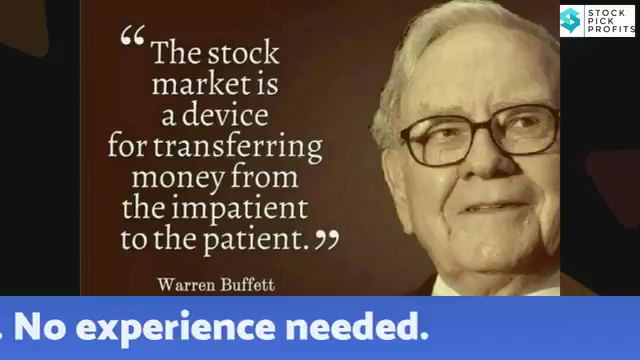 STOCK
PICK
PROFITS
“The stock
market is
a device
for transferring
money from
the impatient
to the patient.”
Warren Buffett
. No experience needed.